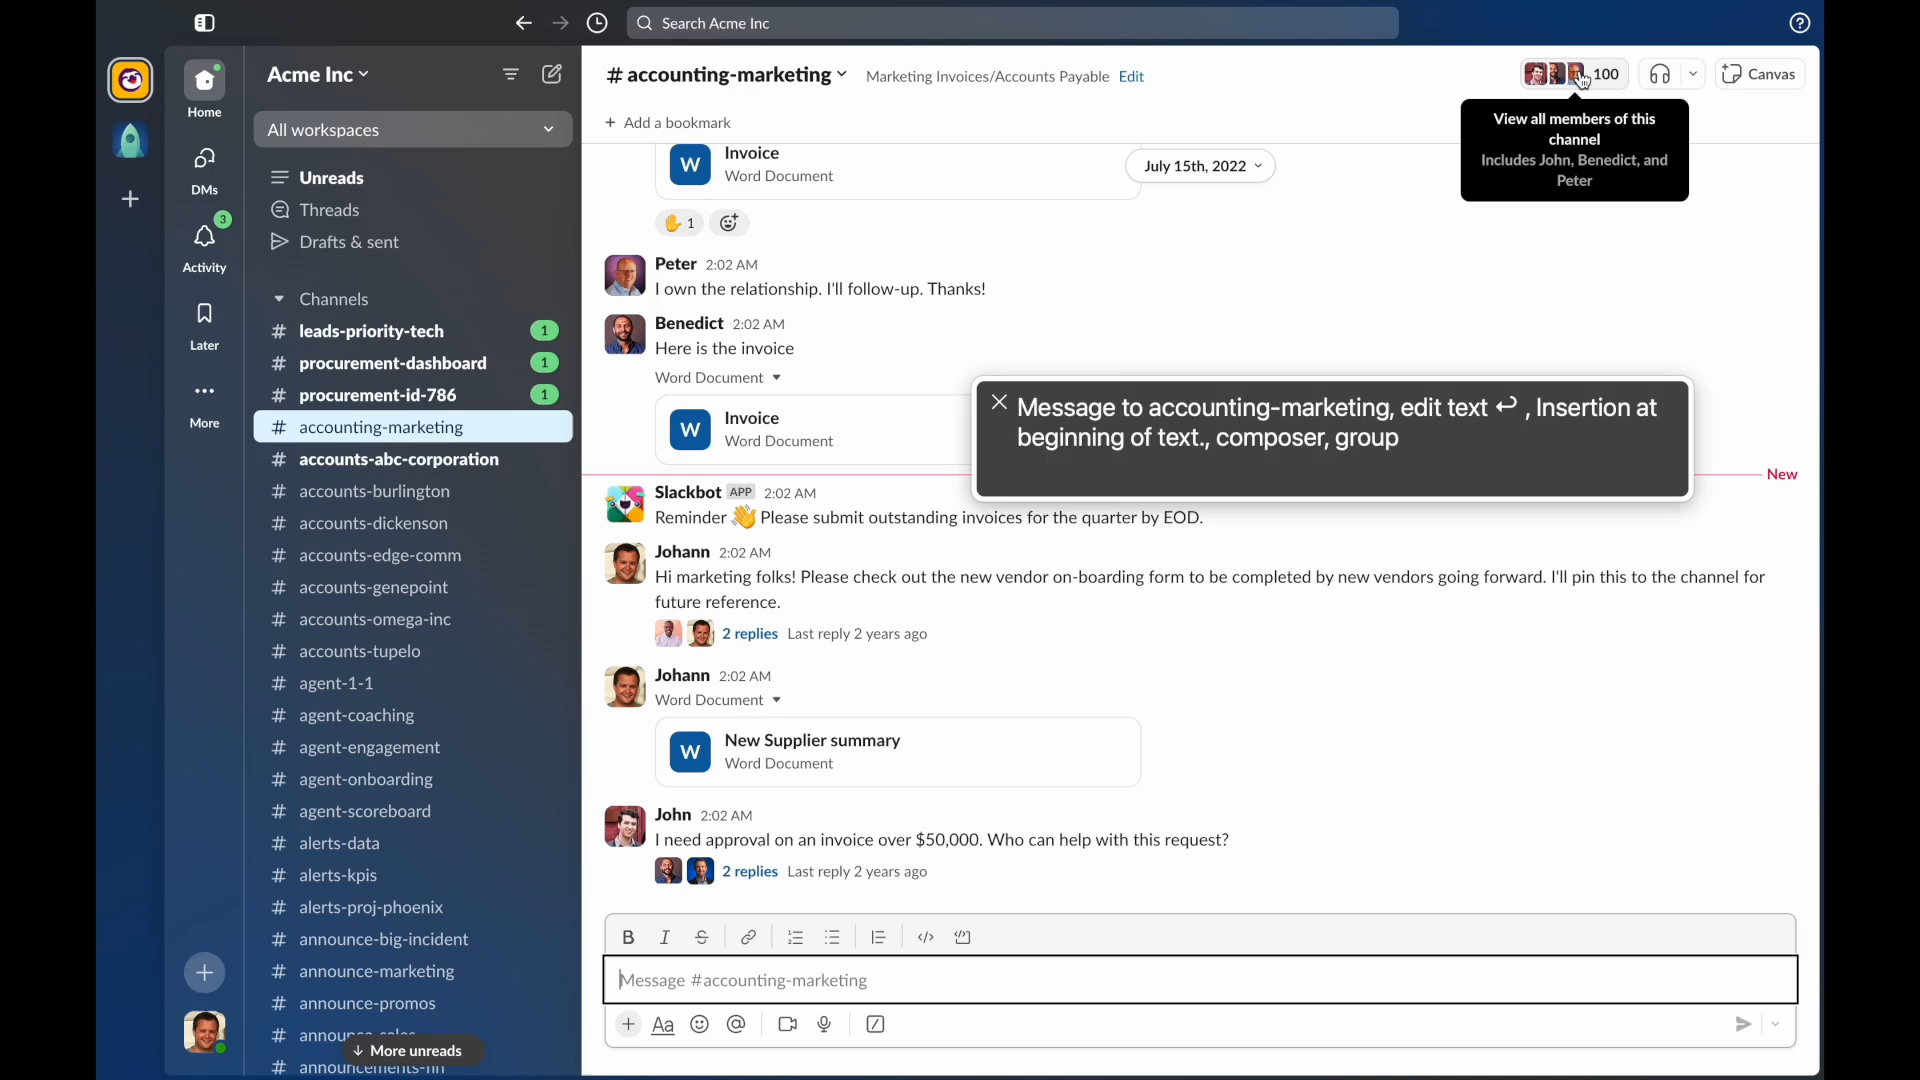 Search Acme Inc
Home
DMs
3
Activity
Later
More
Acme Inc
All workspaces
Unreads
Threads
Drafts & sent
Channels
# leads-priority-tech 1
# procurement-dashboard 1
# procurement-id-786 1
# accounting-marketing
# accounts-abc-corporation
# accounts-burlington
# accounts-dickenson
# accounts-edge-comm
# accounts-genepoint
# accounts-omega-inc
# accounts-tupelo
# agent-1-1
# agent-coaching
# agent-engagement
# agent-onboarding
# agent-scoreboard
# alerts-data
# alerts-kpis
# alerts-proj-phoenix
# announce-big-incident
# announce-marketing
# announce-promos
# announce-sales
↓ More unreads
# announcements-fin
# accounting-marketing
Marketing Invoices/Accounts Payable Edit
100
Canvas
View all members of this
channel
Includes John, Benedict, and
Peter
+ Add a bookmark
July 15th, 2022
W
Invoice
Word Document
1
Peter 2:02 AM
I own the relationship. I'll follow-up. Thanks!
Benedict 2:02 AM
Here is the invoice
Word Document
W
Invoice
Word Document
Message to accounting-marketing, edit text ↩ , Insertion at
beginning of text., composer, group
New
Slackbot APP 2:02 AM
Reminder 👋 Please submit outstanding invoices for the quarter by EOD.
Johann 2:02 AM
Hi marketing folks! Please check out the new vendor on-boarding form to be completed by new vendors going forward. I'll pin this to the channel for
future reference.
2 replies Last reply 2 years ago
Johann 2:02 AM
Word Document
W
New Supplier summary
Word Document
John 2:02 AM
I need approval on an invoice over $50,000. Who can help with this request?
2 replies Last reply 2 years ago
B I S
Message #accounting-marketing
Aa